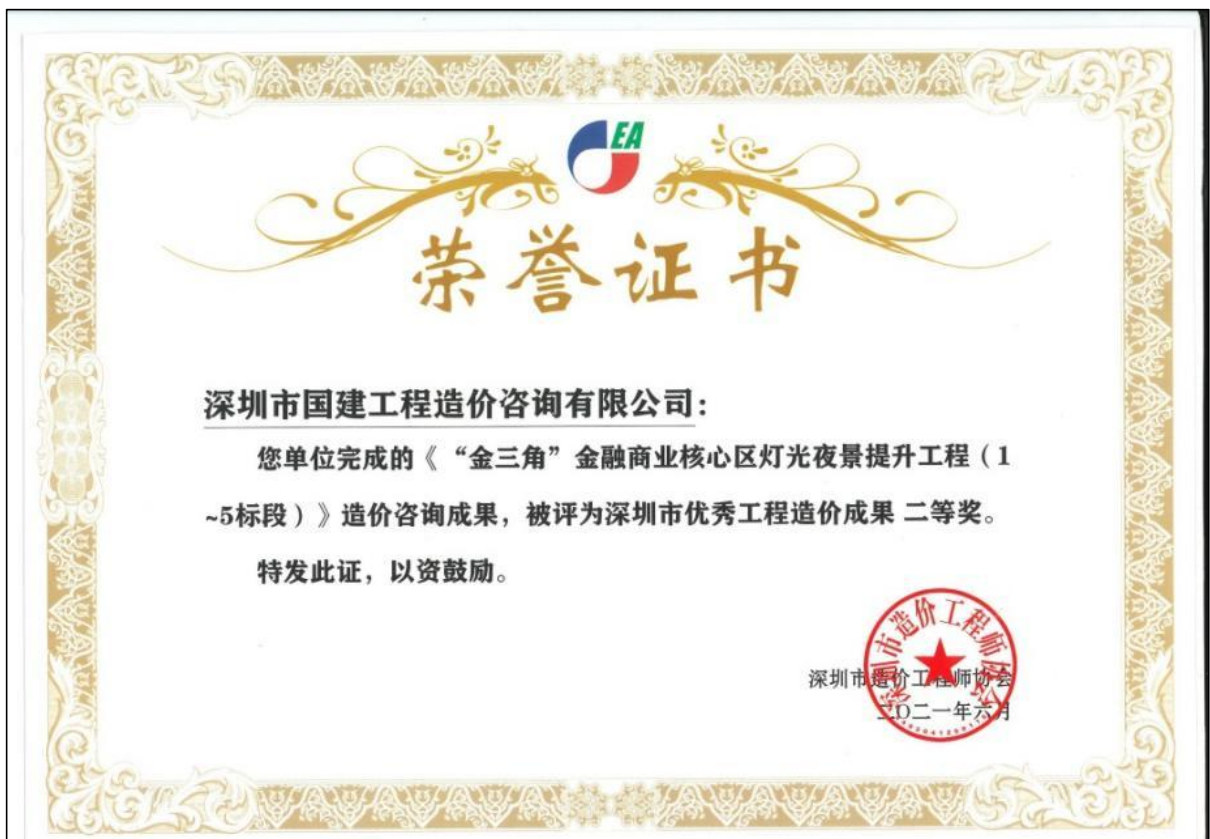 EA
荣誉证书
深圳市国建工程造价咨询有限公司：
您单位完成的《“金三角”金融商业核心区灯光夜景提升工程（1
~5标段）》造价咨询成果，被评为深圳市优秀工程造价成果 二等奖。
特发此证，以资鼓励。
深圳市造价工程师协会
深圳市造价工程师协会
二〇二一年六月